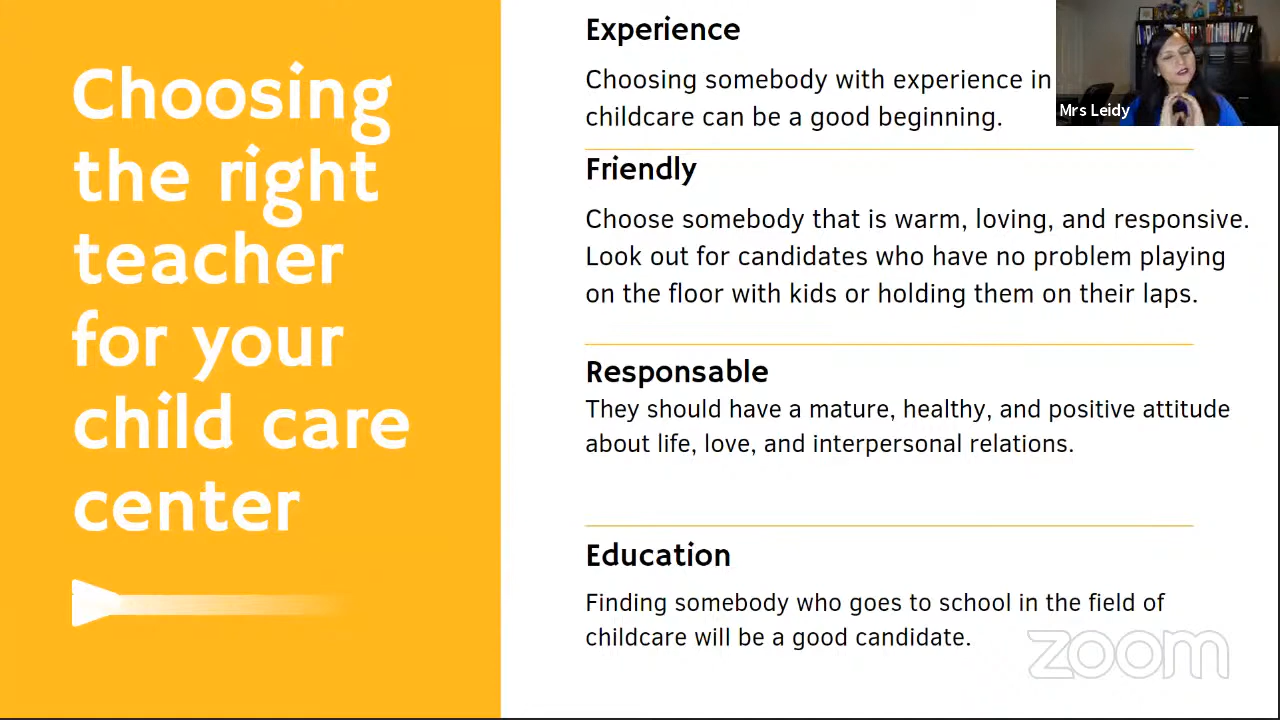 Choosing
the right
teacher
for your
child care
center
Experience
Choosing somebody with experience in
childcare can be a good beginning.
Friendly
Choose somebody that is warm, loving, and responsive.
Look out for candidates who have no problem playing
on the floor with kids or holding them on their laps.
Responsable
They should have a mature, healthy, and positive attitude
about life, love, and interpersonal relations.
Education
Finding somebody who goes to school in the field of
childcare will be a good candidate.
Mrs Leidy
zoom